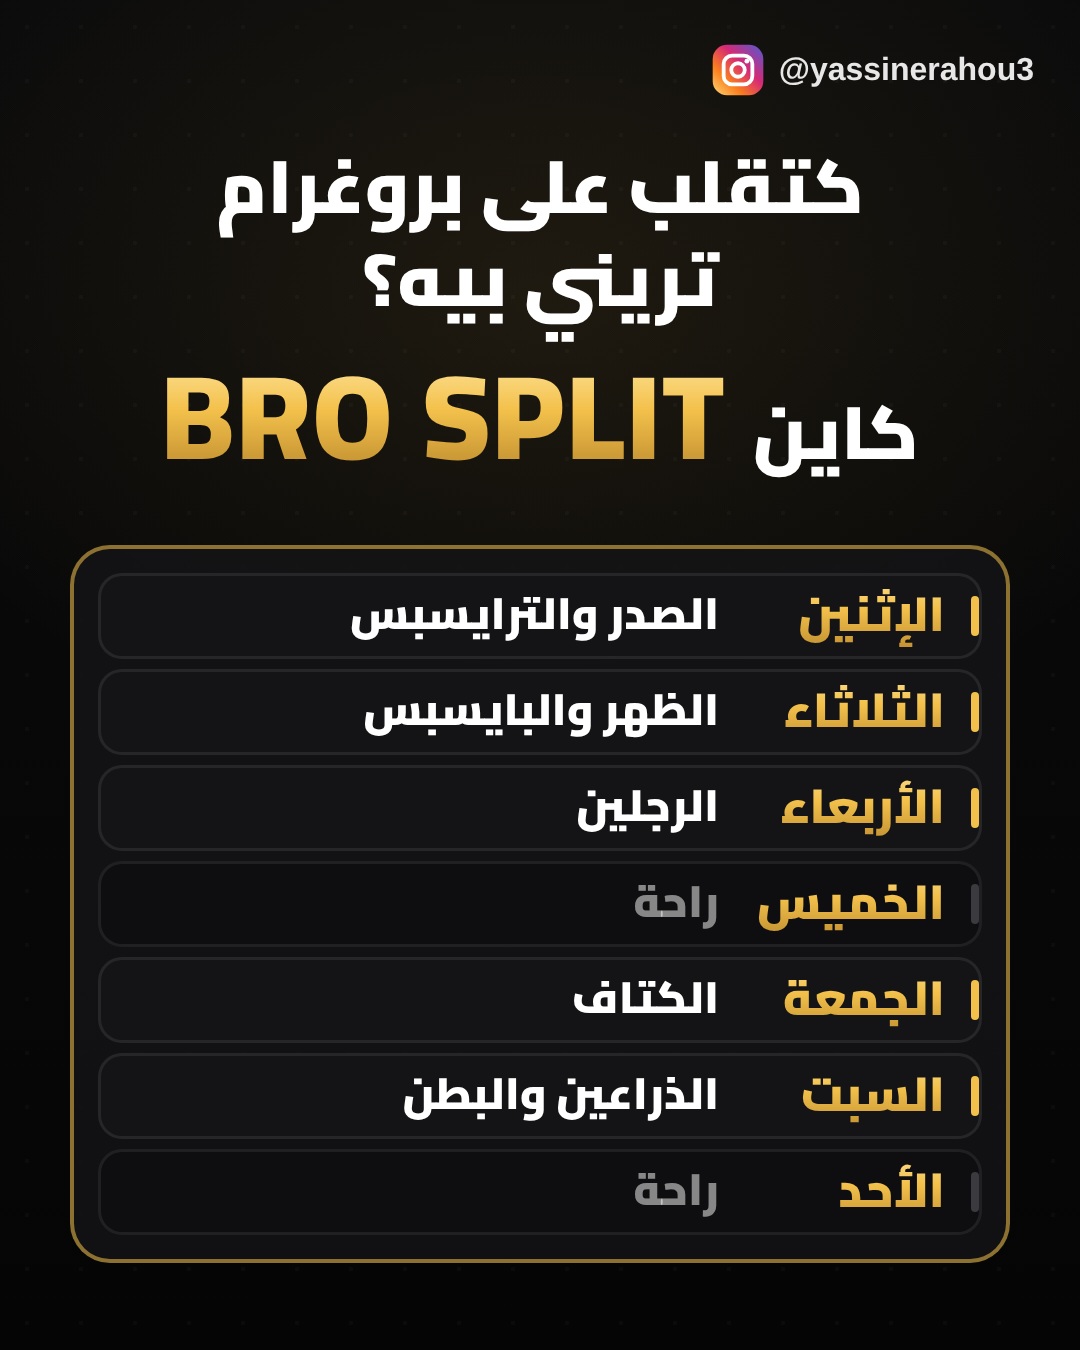 @yassinerahou3
كتقلب على بروغرام
تريني بيه؟
كاين BRO SPLIT
الإثنين الصدر والترايسبس
الثلاثاء الظهر والبايسبس
الأربعاء الرجلين
الخميس راحة
الجمعة الكتاف
السبت الذراعين والبطن
الأحد راحة